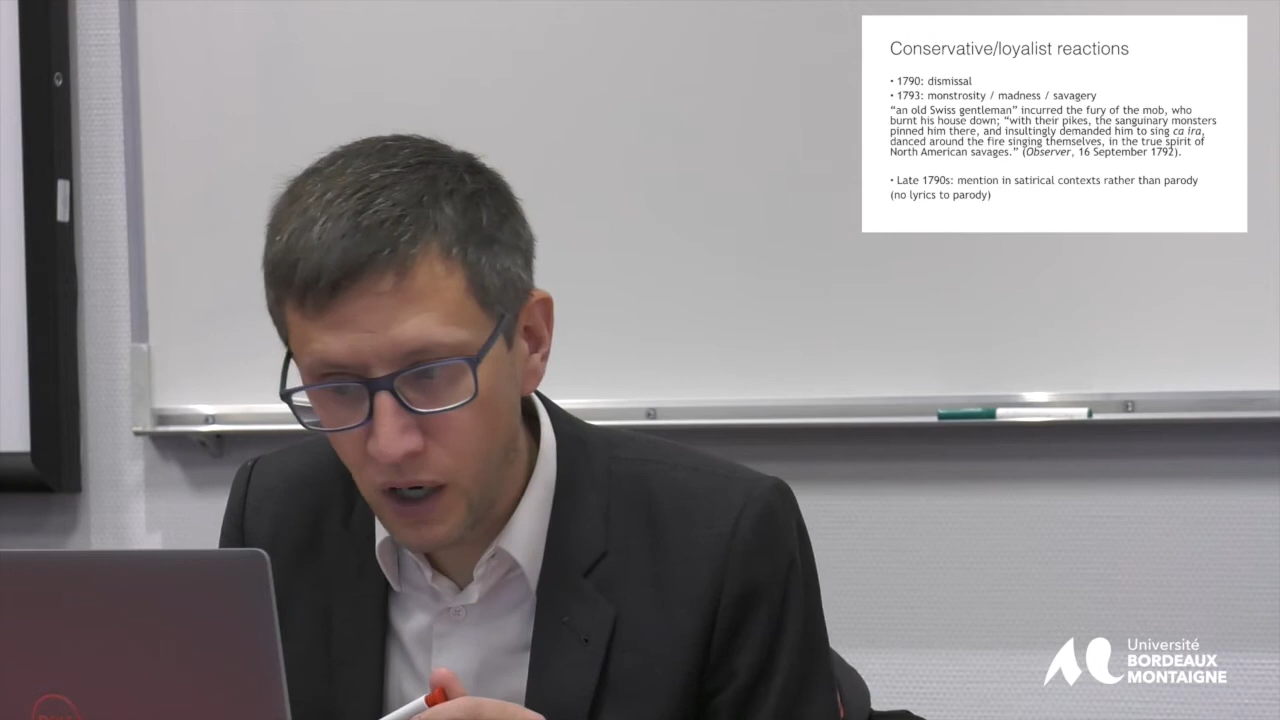 Conservative/loyalist reactions
• 1790: dismissal
• 1793: monstrosity / madness / savagery
“an old Swiss gentleman” incurred the fury of the mob, who
burnt his house down; “with their pikes, the sanguinary monsters
pinned him there, and insultingly demanded him to sing ca ira,
danced around the fire singing themselves, in the true spirit of
North American savages.” (Observer, 16 September 1792).
• Late 1790s: mention in satirical contexts rather than parody
(no lyrics to parody)
Université
BORDEAUX
MONTAIGNE